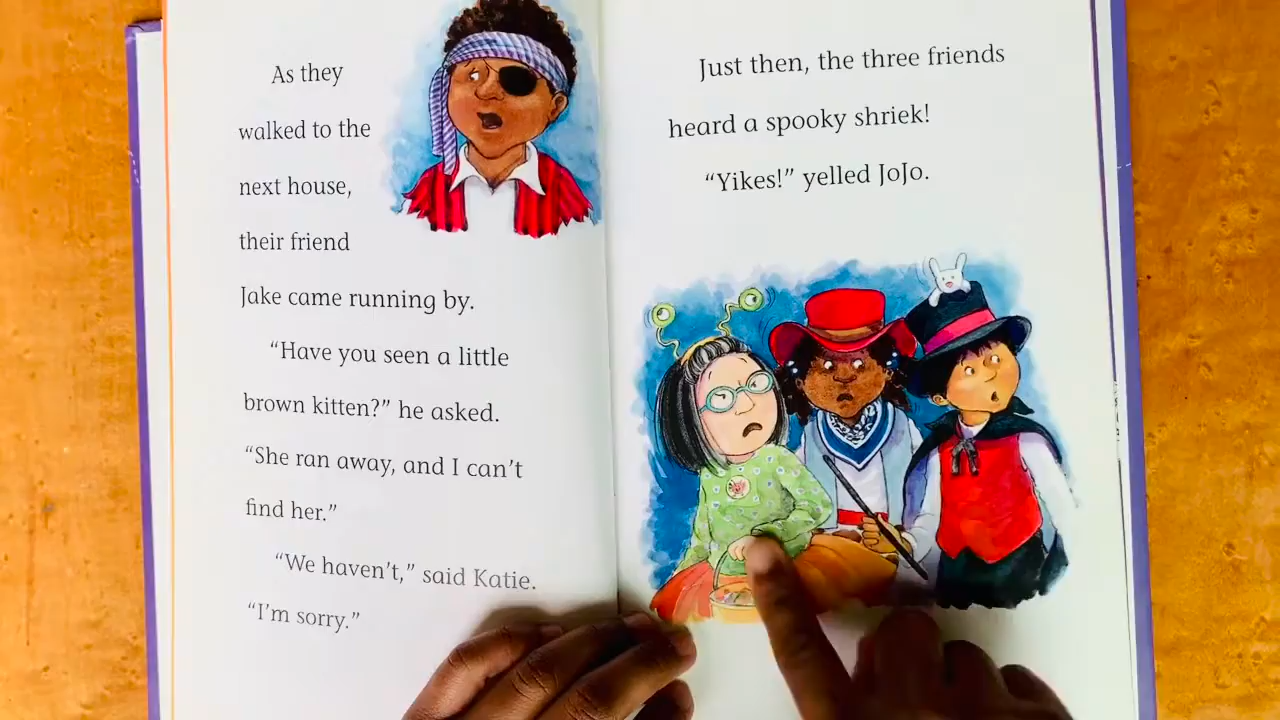 As they
walked to the
next house,
their friend
Jake came running by.
“Have you seen a little
brown kitten?” he asked.
“She ran away, and I can’t
find her.”
“We haven’t,” said Katie.
“I’m sorry.”
Just then, the three friends
heard a spooky shriek!
“Yikes!” yelled JoJo.